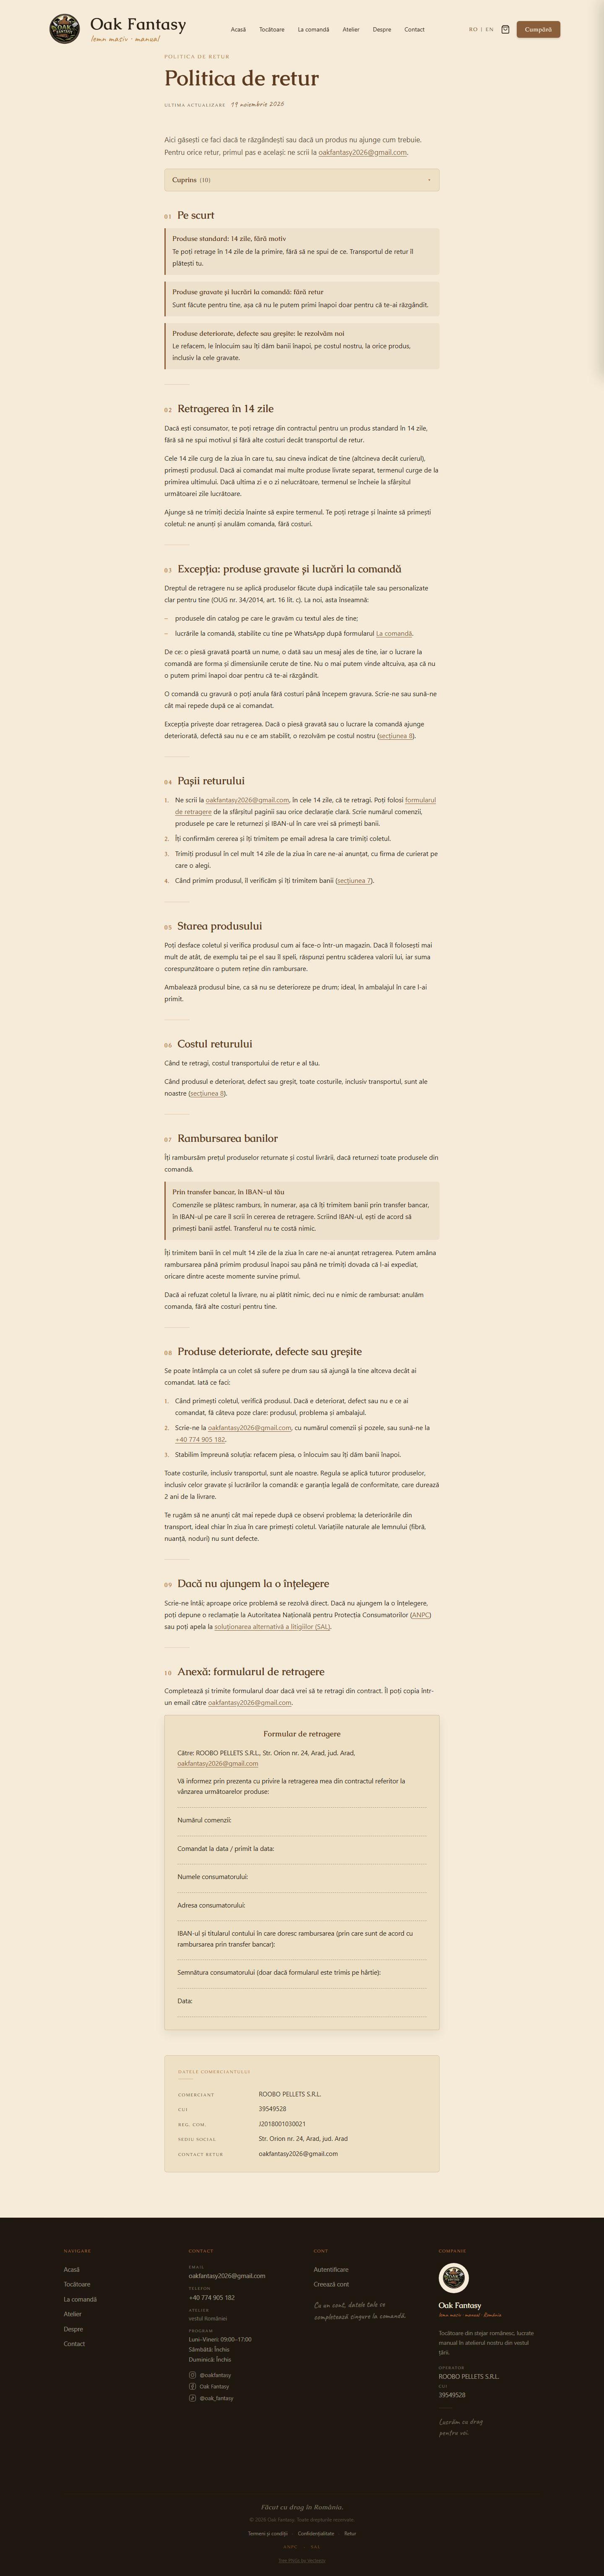 Oak Fantasy
lemn masiv · manual
Acasă Tocătoare La comandă Atelier Despre Contact
RO | EN
Cumpără
POLITICA DE RETUR
Politica de retur
ULTIMA ACTUALIZARE 19 noiembrie 2026
Aici găsești ce faci dacă te răzgândești sau dacă un produs nu ajunge cum trebuie.
Pentru orice retur, primul pas e același: ne scrii la oakfantasy2026@gmail.com.
Cuprins (10)
01 Pe scurt
Produse standard: 14 zile, fără motiv
Te poți retrage în 14 zile de la primire, fără să ne spui de ce. Transportul de retur îl
plătești tu.
Produse gravate și lucrări la comandă: fără retur
Sunt făcute pentru tine, așa că nu le putem primi înapoi doar pentru că te-ai răzgândit.
Produse deteriorate, defecte sau greșite: le rezolvăm noi
Le refacem, le înlocuim sau îți dăm banii înapoi, pe costul nostru, la orice produs,
inclusiv la cele gravate.
02 Retragerea în 14 zile
Dacă ești consumator, te poți retrage din contractul pentru un produs standard în 14 zile,
fără să ne spui motivul și fără alte costuri decât transportul de retur.
Cele 14 zile curg de la ziua în care tu, sau cineva indicat de tine (altcineva decât curierul),
primești produsul. Dacă ai comandat mai multe produse livrate separat, termenul curge de la
primirea ultimului. Dacă ultima zi e o zi nelucrătoare, termenul se încheie la sfârșitul
următoarei zile lucrătoare.
Ajunge să ne trimiți decizia înainte să expire termenul. Te poți retrage și înainte să primești
coletul: ne anunți și anulăm comanda, fără costuri.
03 Excepția: produse gravate și lucrări la comandă
Dreptul de retragere nu se aplică produselor făcute după indicațiile tale sau personalizate
clar pentru tine (OUG nr. 34/2014, art. 16 lit. c). La noi, asta înseamnă:
– produsele din catalog pe care le gravăm cu textul ales de tine;
– lucrările la comandă, stabilite cu tine pe WhatsApp după formularul La comandă.
De ce: o piesă gravată poartă un nume, o dată sau un mesaj ales de tine, iar o lucrare la
comandă are forma și dimensiunile cerute de tine. Nu o mai putem vinde altcuiva, așa că nu
o putem primi înapoi doar pentru că te-ai răzgândit.
O comandă cu gravură o poți anula fără costuri până începem gravura. Scrie-ne sau sună-ne
cât mai repede după ce ai comandat.
Excepția privește doar retragerea. Dacă o piesă gravată sau o lucrare la comandă ajunge
deteriorată, defectă sau nu e ce am stabilit, o rezolvăm pe costul nostru (secțiunea 8).
04 Pașii returului
1. Ne scrii la oakfantasy2026@gmail.com, în cele 14 zile, că te retragi. Poți folosi formularul
de retragere de la sfârșitul paginii sau orice declarație clară. Scrie numărul comenzii,
produsele pe care le returnezi și IBAN-ul în care vrei să primești banii.
2. Îți confirmăm cererea și îți trimitem pe email adresa la care trimiți coletul.
3. Trimiți produsul în cel mult 14 zile de la ziua în care ne-ai anunțat, cu firma de curierat pe
care o alegi.
4. Când primim produsul, îl verificăm și îți trimitem banii (secțiunea 7).
05 Starea produsului
Poți desface coletul și verifica produsul cum ai face-o într-un magazin. Dacă îl folosești mai
mult de atât, de exemplu tai pe el sau îl speli, răspunzi pentru scăderea valorii lui, iar suma
corespunzătoare o putem reține din rambursare.
Ambalează produsul bine, ca să nu se deterioreze pe drum; ideal, în ambalajul în care l-ai
primit.
06 Costul returului
Când te retragi, costul transportului de retur e al tău.
Când produsul e deteriorat, defect sau greșit, toate costurile, inclusiv transportul, sunt ale
noastre (secțiunea 8).
07 Rambursarea banilor
Îți rambursăm prețul produselor returnate și costul livrării, dacă returnezi toate produsele din
comandă.
Prin transfer bancar, în IBAN-ul tău
Comenzile se plătesc ramburs, în numerar, așa că îți trimitem banii prin transfer bancar,
în IBAN-ul pe care îl scrii în cererea de retragere. Scriind IBAN-ul, ești de acord să
primești banii astfel. Transferul nu te costă nimic.
Îți trimitem banii în cel mult 14 zile de la ziua în care ne-ai anunțat retragerea. Putem amâna
rambursarea până primim produsul înapoi sau până ne trimiți dovada că l-ai expediat,
oricare dintre aceste momente survine primul.
Dacă ai refuzat coletul la livrare, nu ai plătit nimic, deci nu e nimic de rambursat: anulăm
comanda, fără alte costuri pentru tine.
08 Produse deteriorate, defecte sau greșite
Se poate întâmpla ca un colet să sufere pe drum sau să ajungă la tine altceva decât ai
comandat. Iată ce faci:
1. Când primești coletul, verifică produsul. Dacă e deteriorat, defect sau nu e ce ai
comandat, fă câteva poze clare: produsul, problema și ambalajul.
2. Scrie-ne la oakfantasy2026@gmail.com, cu numărul comenzii și pozele, sau sună-ne la
+40 774 905 182.
3. Stabilim împreună soluția: refacem piesa, o înlocuim sau îți dăm banii înapoi.
Toate costurile, inclusiv transportul, sunt ale noastre. Regula se aplică tuturor produselor,
inclusiv celor gravate și lucrărilor la comandă: e garanția legală de conformitate, care durează
2 ani de la livrare.
Te rugăm să ne anunți cât mai repede după ce observi problema; la deteriorările din
transport, ideal chiar în ziua în care primești coletul. Variațiile naturale ale lemnului (fibră,
nuanță, noduri) nu sunt defecte.
09 Dacă nu ajungem la o înțelegere
Scrie-ne întâi; aproape orice problemă se rezolvă direct. Dacă nu ajungem la o înțelegere,
poți depune o reclamație la Autoritatea Națională pentru Protecția Consumatorilor (ANPC)
sau poți apela la soluționarea alternativă a litigiilor (SAL).
10 Anexă: formularul de retragere
Completează și trimite formularul doar dacă vrei să te retragi din contract. Îl poți copia într-
un email către oakfantasy2026@gmail.com.
Formular de retragere
Către: ROOBO PELLETS S.R.L., Str. Orion nr. 24, Arad, jud. Arad,
oakfantasy2026@gmail.com
Vă informez prin prezenta cu privire la retragerea mea din contractul referitor la
vânzarea următoarelor produse:
Numărul comenzii:
Comandat la data / primit la data:
Numele consumatorului:
Adresa consumatorului:
IBAN-ul și titularul contului în care doresc rambursarea (prin care sunt de acord cu
rambursarea prin transfer bancar):
Semnătura consumatorului (doar dacă formularul este trimis pe hârtie):
Data:
DATELE COMERCIANTULUI
COMERCIANT ROOBO PELLETS S.R.L.
CUI 39549528
REG. COM. J2018001030021
SEDIU SOCIAL Str. Orion nr. 24, Arad, jud. Arad
CONTACT RETUR oakfantasy2026@gmail.com
NAVIGARE
Acasă
Tocătoare
La comandă
Atelier
Despre
Contact
CONTACT
EMAIL
oakfantasy2026@gmail.com
TELEFON
+40 774 905 182
ATELIER
vestul României
PROGRAM
Luni–Vineri: 09:00–17:00
Sâmbătă: Închis
Duminică: Închis
@oakfantasy
Oak Fantasy
@oak_fantasy
CONT
Autentificare
Creează cont
Cu un cont, datele tale se
completează singure la comandă.
COMPANIE
Oak Fantasy
lemn masiv · manual · România
Tocătoare din stejar românesc, lucrate
manual în atelierul nostru din vestul
țării.
OPERATOR
ROOBO PELLETS S.R.L.
CUI
39549528
Lucrăm cu drag
pentru voi.
Făcut cu drag în România.
© 2026 Oak Fantasy. Toate drepturile rezervate.
Termeni și condiții Confidențialitate Retur
ANPC · SAL